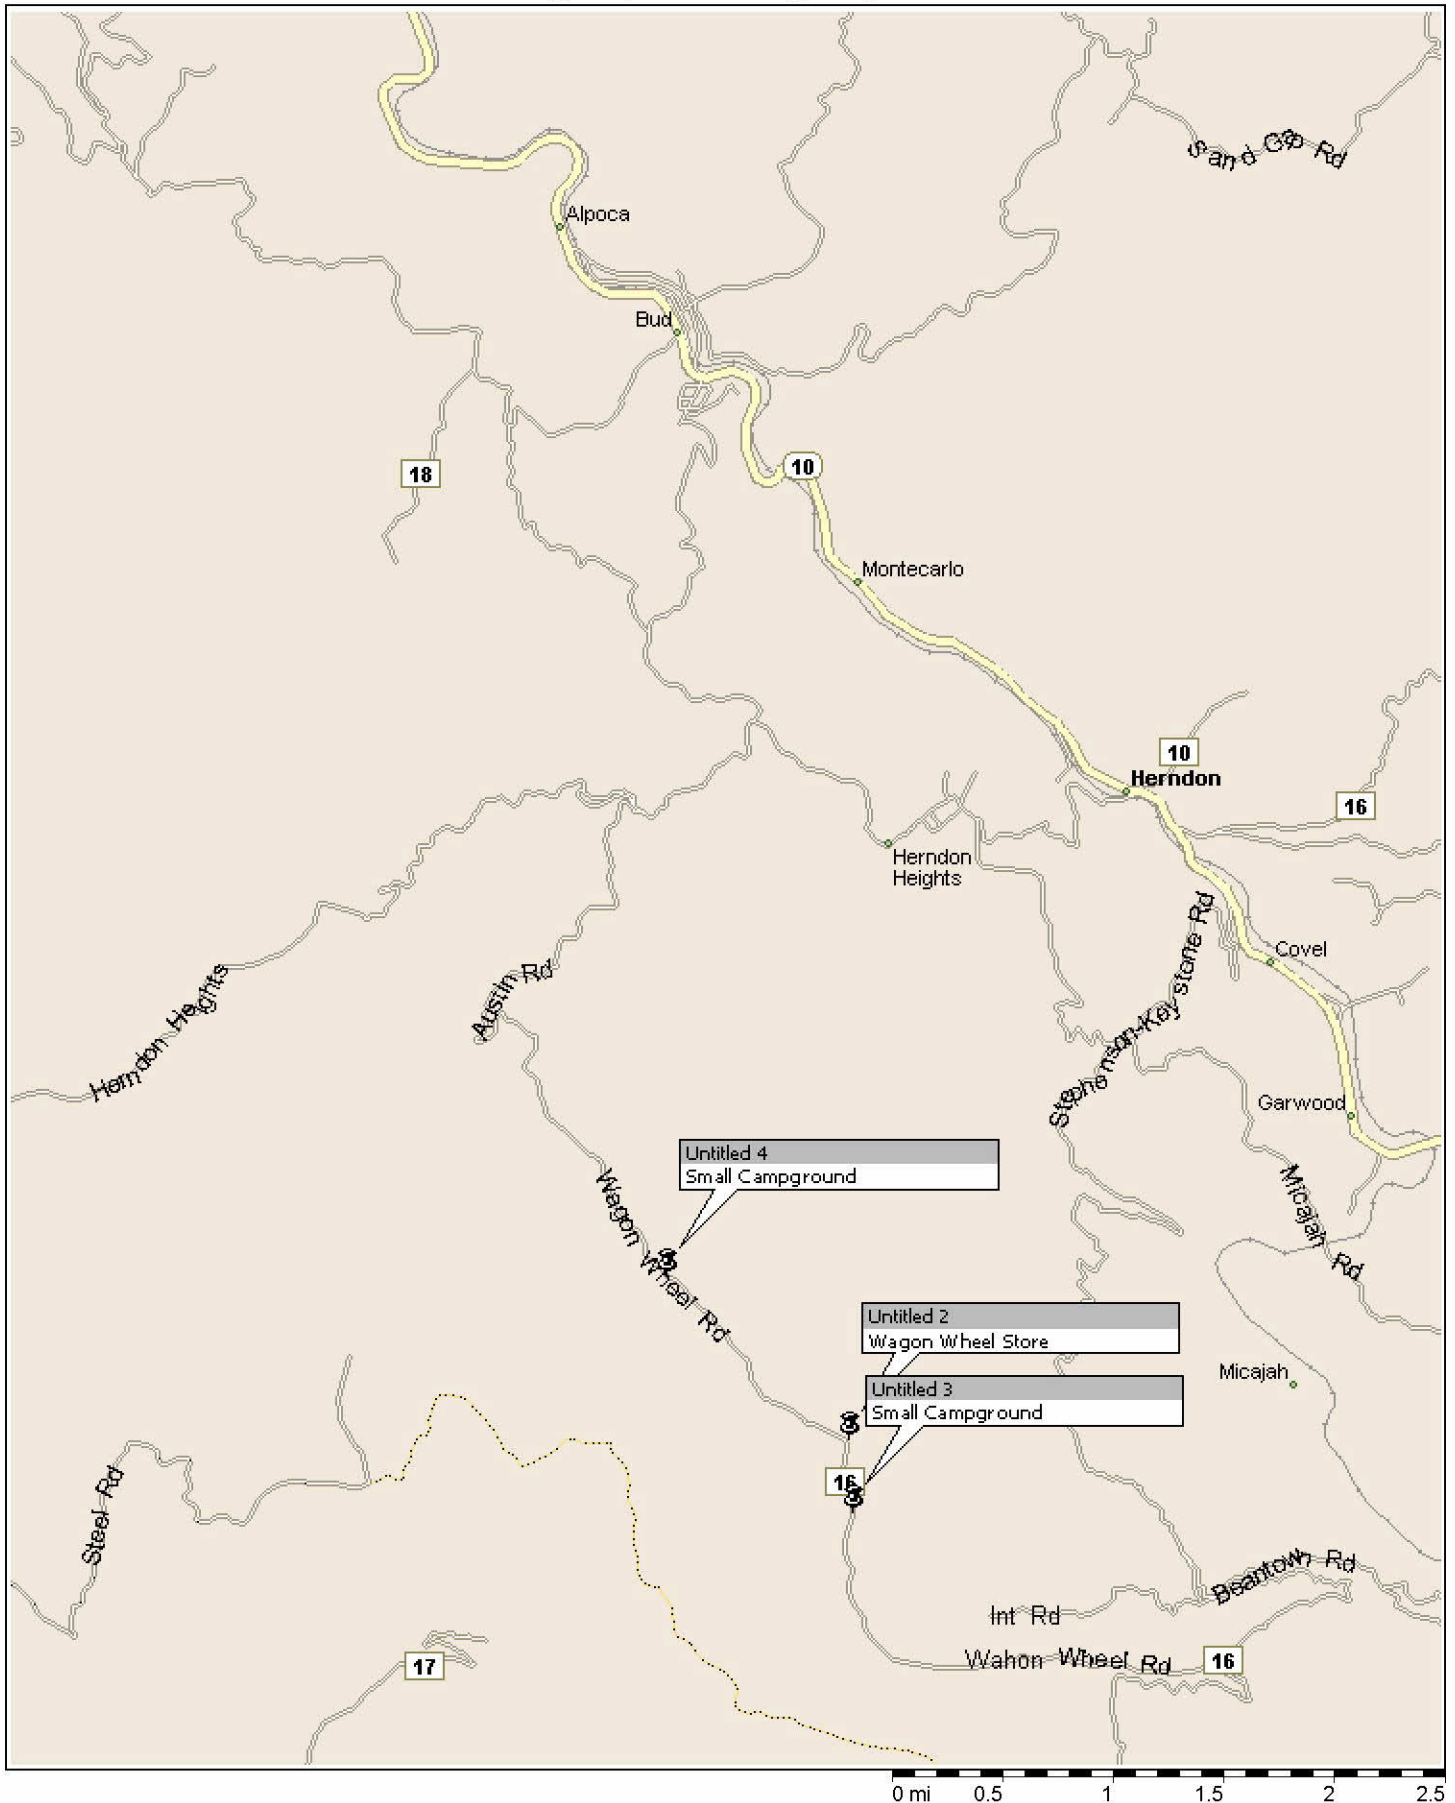 Sand Gap Rd
Alpoca
Bud
18
10
Montecarlo
10
Herndon
16
Herndon
Heights
Stephenson-Keystone Rd
Covel
Austin Rd
Herndon Heights
Garwood
Untitled 4
Small Campground
Micajah Rd
Wagon Wheel Rd
Untitled 2
Wagon Wheel Store
Micajah
Untitled 3
Small Campground
16
Steel Rd
Beantown Rd
Int Rd
Wahon Wheel Rd
16
17
0 mi 0.5 1 1.5 2 2.5